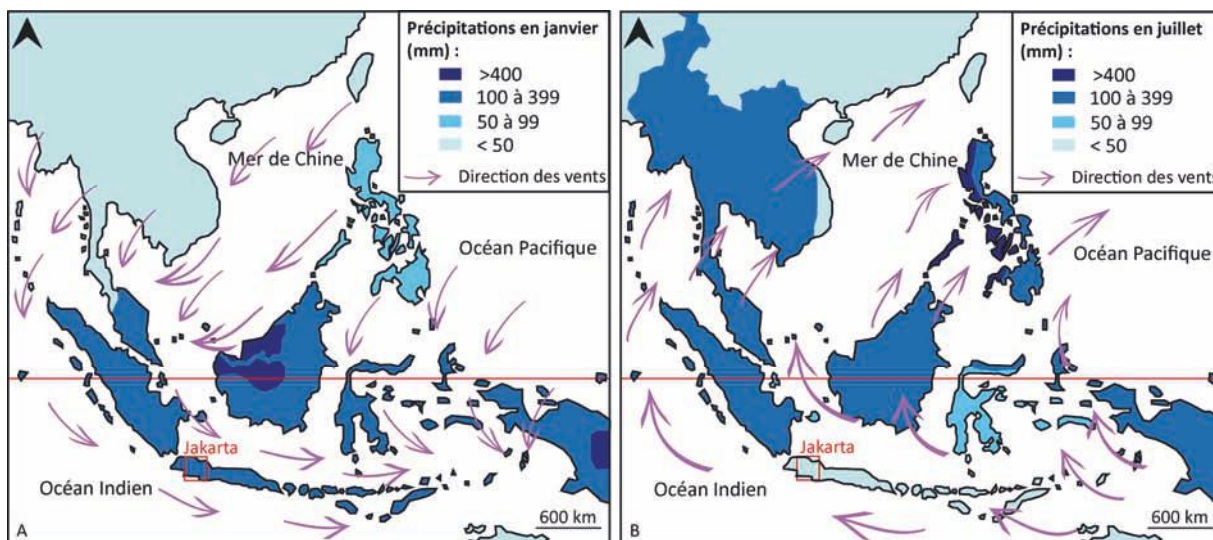 Précipitations en janvier
(mm) :
>400
100 à 399
50 à 99
< 50
Direction des vents
Mer de Chine
Océan Pacifique
Jakarta
Océan Indien
600 km
A
Précipitations en juillet
(mm) :
>400
100 à 399
50 à 99
< 50
Direction des vents
Mer de Chine
Océan Pacifique
Jakarta
Océan Indien
600 km
B